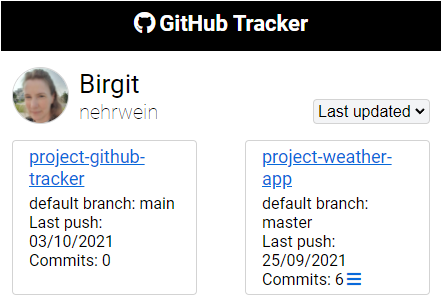 GitHub Tracker
Birgit
nehrwein
Last updated
project-github-
tracker
default branch: main
Last push:
03/10/2021
Commits: 0
project-weather-
app
default branch:
master
Last push:
25/09/2021
Commits: 6